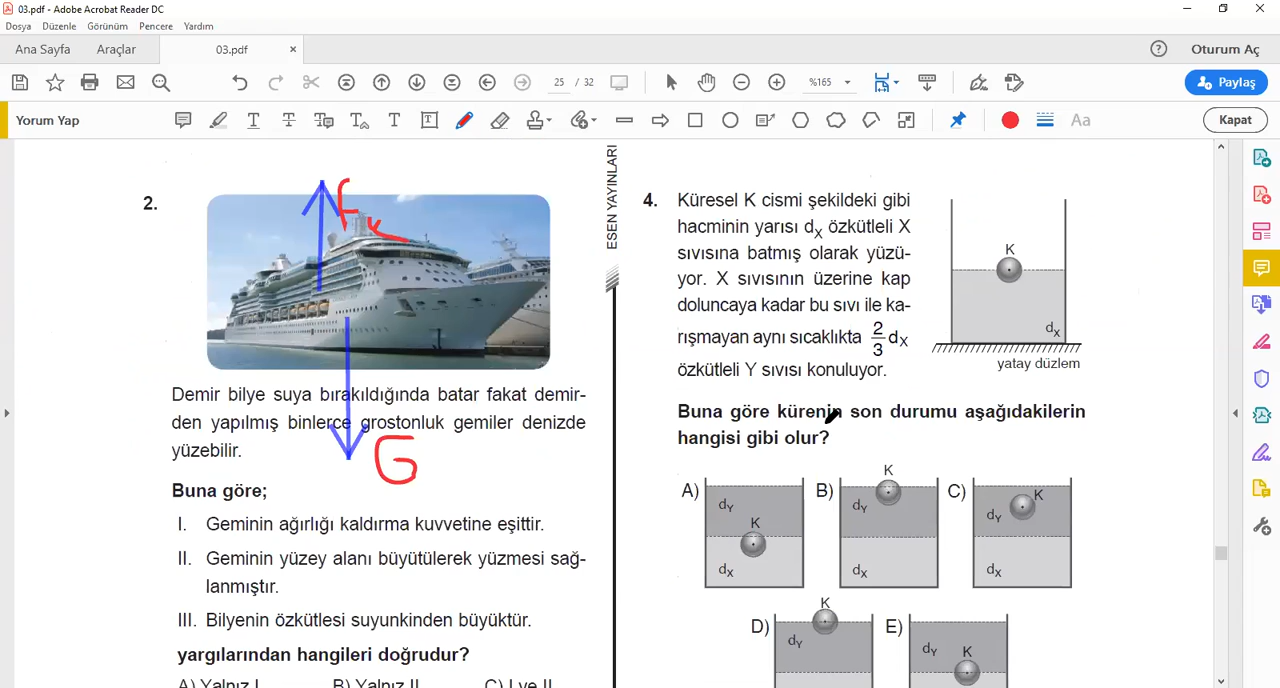 03.pdf - Adobe Acrobat Reader DC
Dosya Düzenle Görünüm Pencere Yardım
Ana Sayfa Araçlar 03.pdf × ? Oturum Aç
25 / 32 %165 Paylaş
Yorum Yap Aa Kapat
2.
F
K
G
Demir bilye suya bırakıldığında batar fakat demir-
den yapılmış binlerce grostonluk gemiler denizde
yüzebilir.
Buna göre;
I. Geminin ağırlığı kaldırma kuvvetine eşittir.
II. Geminin yüzey alanı büyütülerek yüzmesi sağ-
lanmıştır.
III. Bilyenin özkütlesi suyunkinden büyüktür.
yargılarından hangileri doğrudur?
A) Yalnız I B) Yalnız II C) I ve II
ESEN YAYINLARI
4. Küresel K cismi şekildeki gibi
hacminin yarısı dX özkütleli X
sıvısına batmış olarak yüzü-
yor. X sıvısının üzerine kap
doluncaya kadar bu sıvı ile ka-
rışmayan aynı sıcaklıkta 2/3 dX
özkütleli Y sıvısı konuluyor.
K
dX
yatay düzlem
Buna göre kürenin son durumu aşağıdakilerin
hangisi gibi olur?
A) dY K dX
B) K dY dX
C) dY K dX
D) K dY
E) dY K